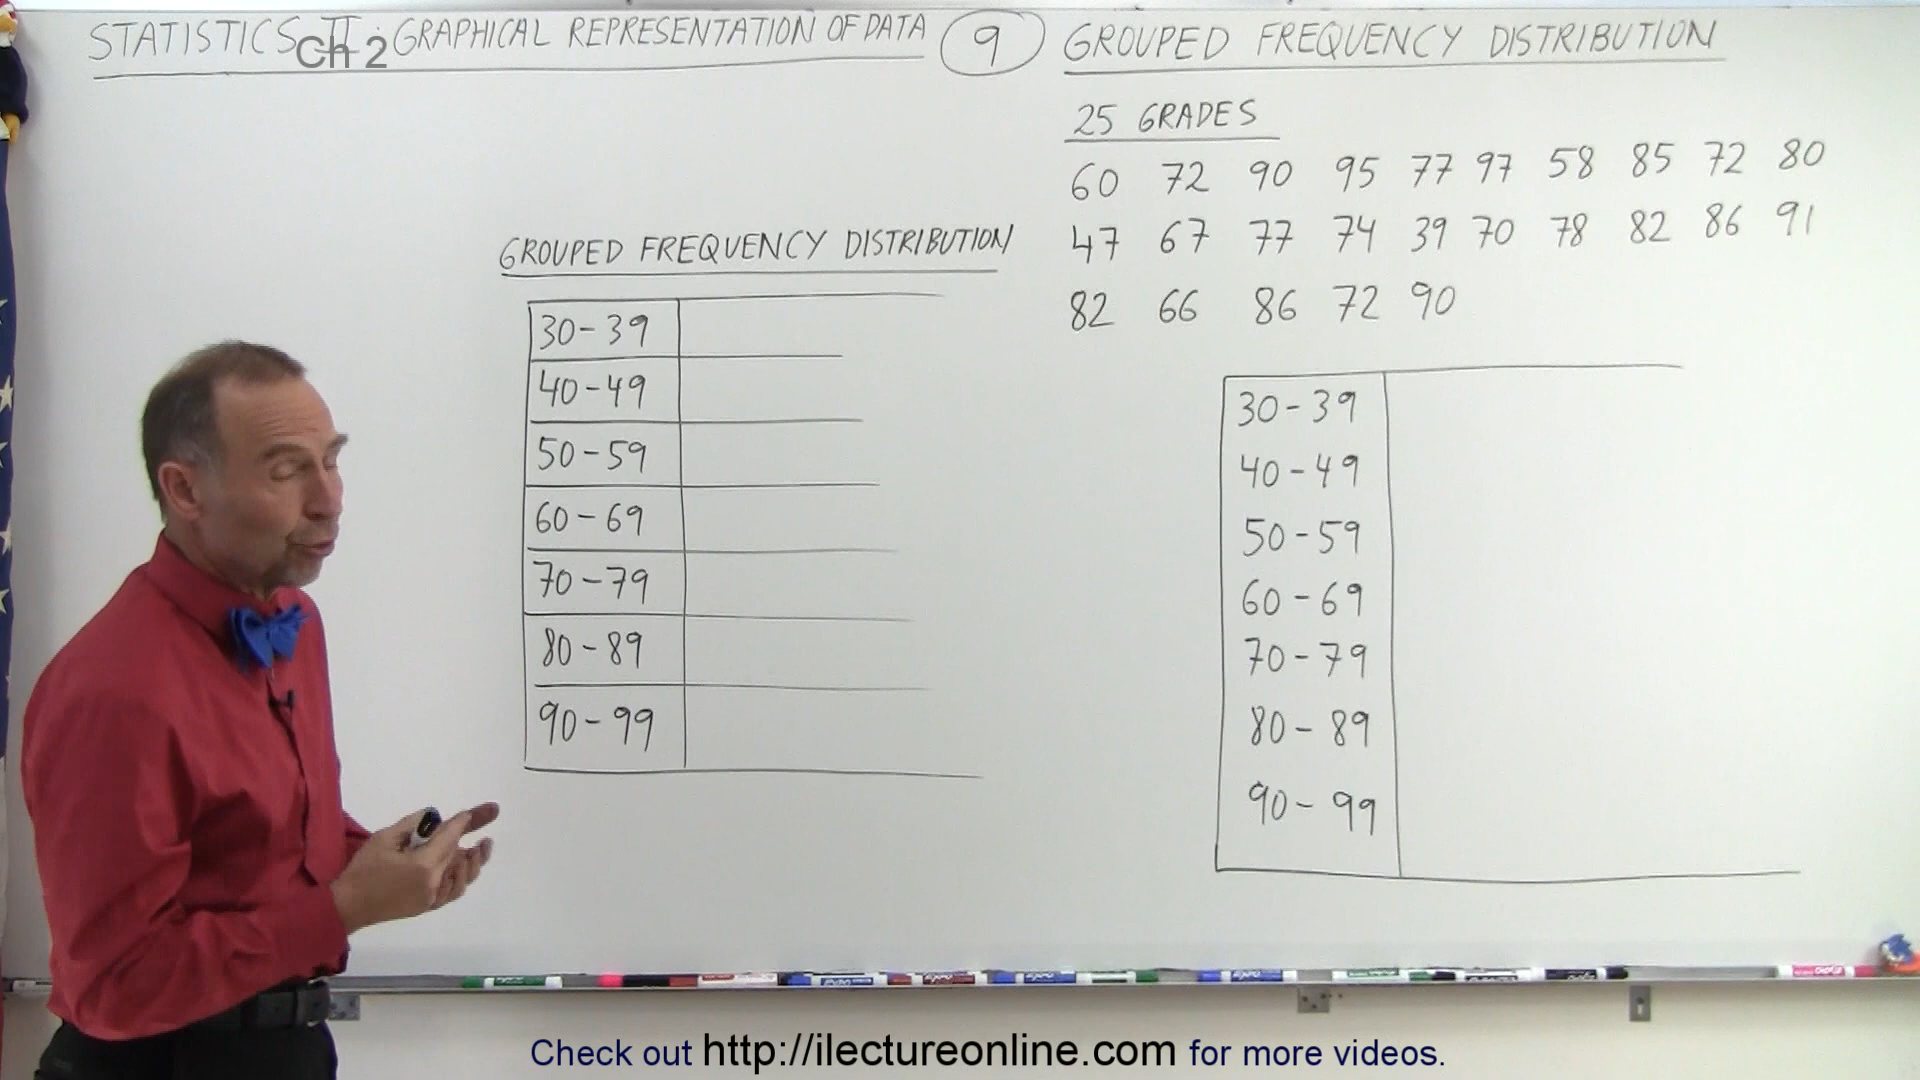 STATISTICS II: GRAPHICAL REPRESENTATION OF DATA
Ch 2
9
GROUPED FREQUENCY DISTRIBUTION
25 GRADES
60 72 90 95 77 97 58 85 72 80
47 67 77 74 39 70 78 82 86 91
82 66 86 72 90
GROUPED FREQUENCY DISTRIBUTION
30-39
40-49
50-59
60-69
70-79
80-89
90-99
30-39
40-49
50-59
60-69
70-79
80-89
90-99
Check out http://ilectureonline.com for more videos.